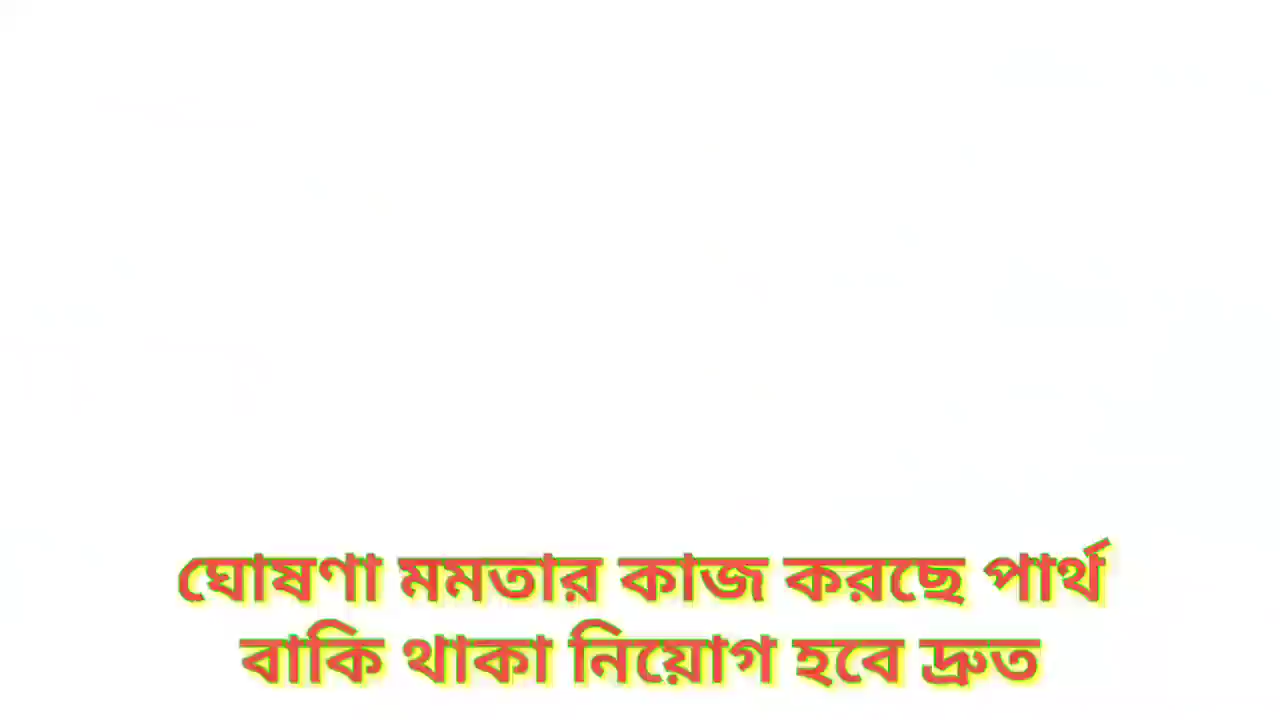 ঘোষণা মমতার কাজ করছে পার্থ
বাকি থাকা নিয়োগ হবে দ্রুত